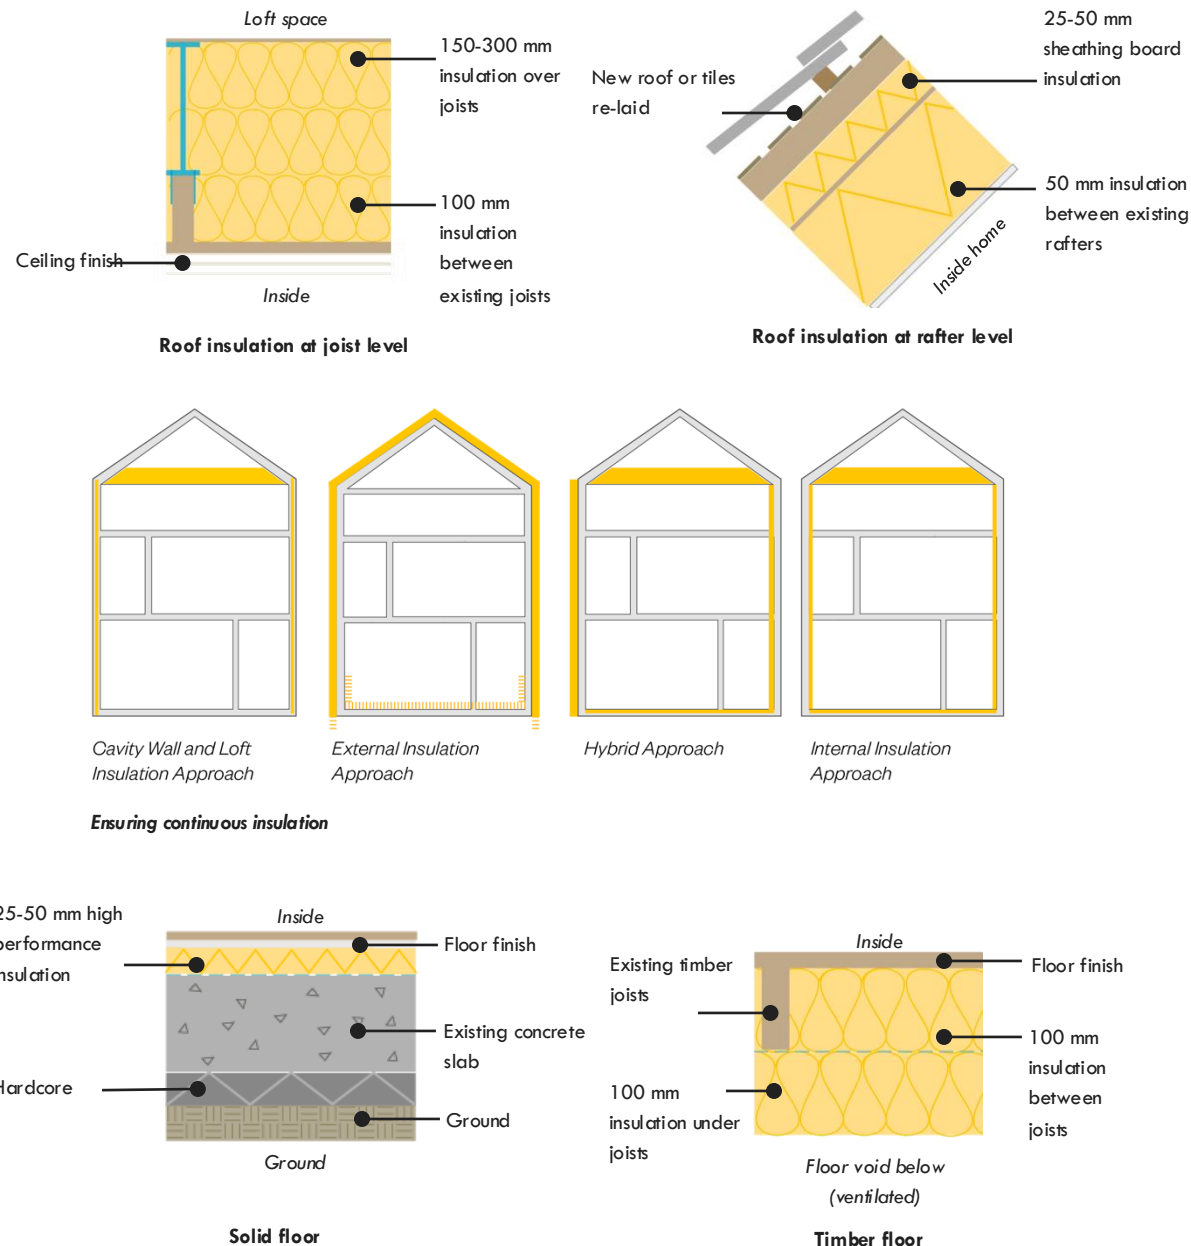 Loft space
150-300 mm
insulation over
joists
100 mm
insulation
between
existing joists
Ceiling finish
Inside
Roof insulation at joist level
25-50 mm
sheathing board
insulation
New roof or tiles
re-laid
50 mm insulation
between existing
rafters
Inside home
Roof insulation at rafter level
Cavity Wall and Loft
Insulation Approach
External Insulation
Approach
Hybrid Approach
Internal Insulation
Approach
Ensuring continuous insulation
25-50 mm high
performance
insulation
Inside
Floor finish
Existing concrete
slab
Hardcore
Ground
Ground
Solid floor
Inside
Existing timber
joists
Floor finish
100 mm
insulation
between
joists
100 mm
insulation under
joists
Floor void below
(ventilated)
Timber floor